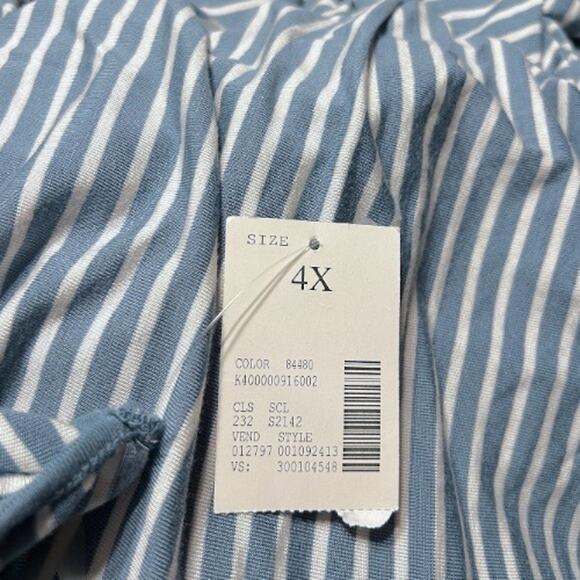 SIZE
4X
COLOR 84480
K400000916002
CLS SCL
232 S2142
VEND STYLE
012797 001092413
VS: 300104548